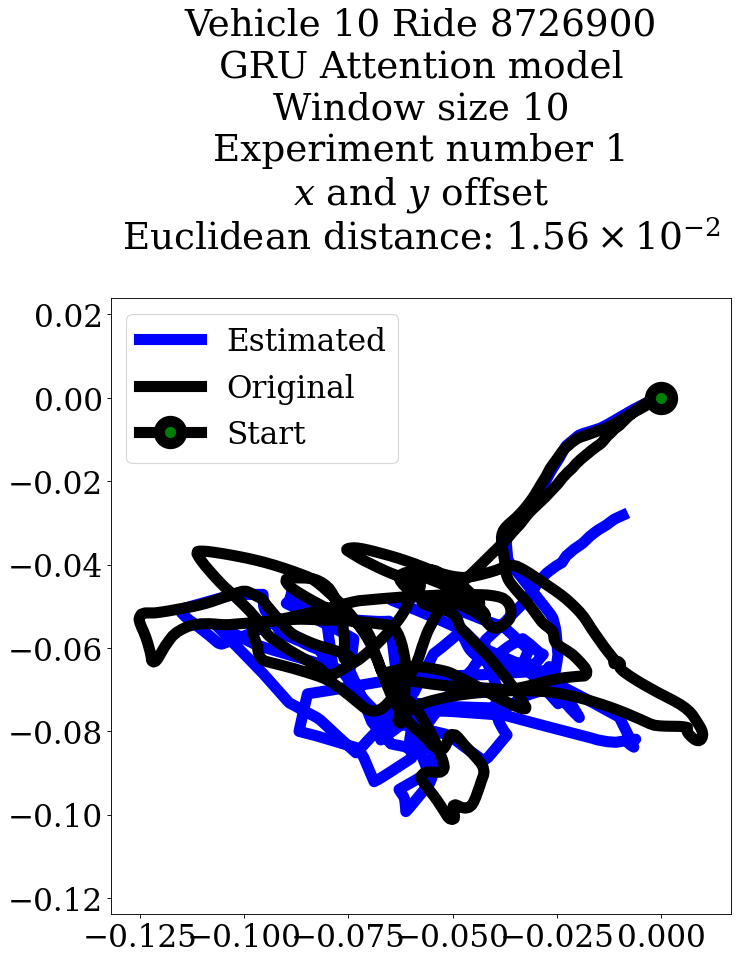 Vehicle 10 Ride 8726900
GRU Attention model
Window size 10
Experiment number 1
x and y offset
Euclidean distance: 1.56 × 10⁻²
Estimated
Original
Start
0.02
0.00
−0.02
−0.04
−0.06
−0.08
−0.10
−0.12
−0.125 −0.100 −0.075 −0.050 −0.025 0.000